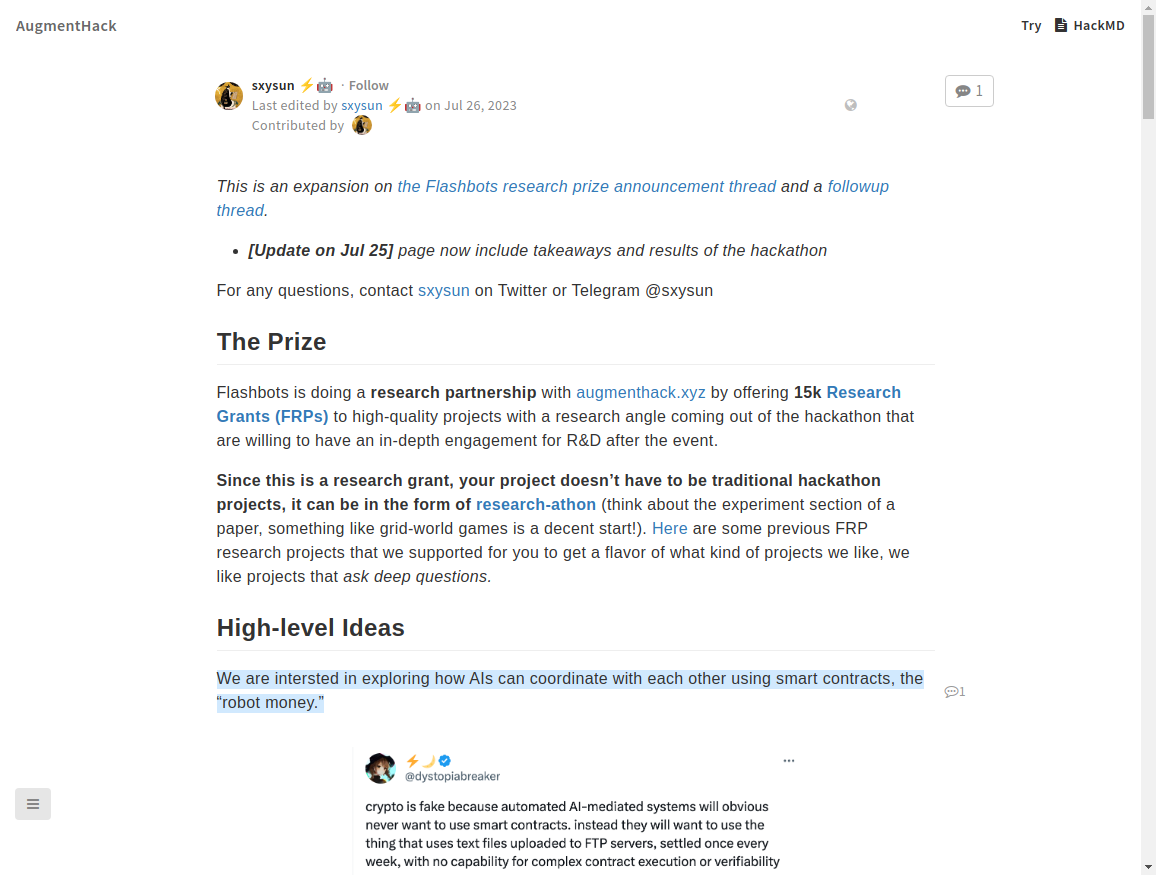 AugmentHack
Try HackMD
sxysun ⚡🤖 · Follow
Last edited by sxysun ⚡🤖 on Jul 26, 2023
Contributed by
1
This is an expansion on the Flashbots research prize announcement thread and a followup
thread.
• [Update on Jul 25] page now include takeaways and results of the hackathon
For any questions, contact sxysun on Twitter or Telegram @sxysun
The Prize
Flashbots is doing a research partnership with augmenthack.xyz by offering 15k Research
Grants (FRPs) to high-quality projects with a research angle coming out of the hackathon that
are willing to have an in-depth engagement for R&D after the event.
Since this is a research grant, your project doesn’t have to be traditional hackathon
projects, it can be in the form of research-athon (think about the experiment section of a
paper, something like grid-world games is a decent start!). Here are some previous FRP
research projects that we supported for you to get a flavor of what kind of projects we like, we
like projects that ask deep questions.
High-level Ideas
We are intersted in exploring how AIs can coordinate with each other using smart contracts, the
“robot money.”
1
⚡🌙
@dystopiabreaker
crypto is fake because automated AI-mediated systems will obvious
never want to use smart contracts. instead they will want to use the
thing that uses text files uploaded to FTP servers, settled once every
week, with no capability for complex contract execution or verifiability